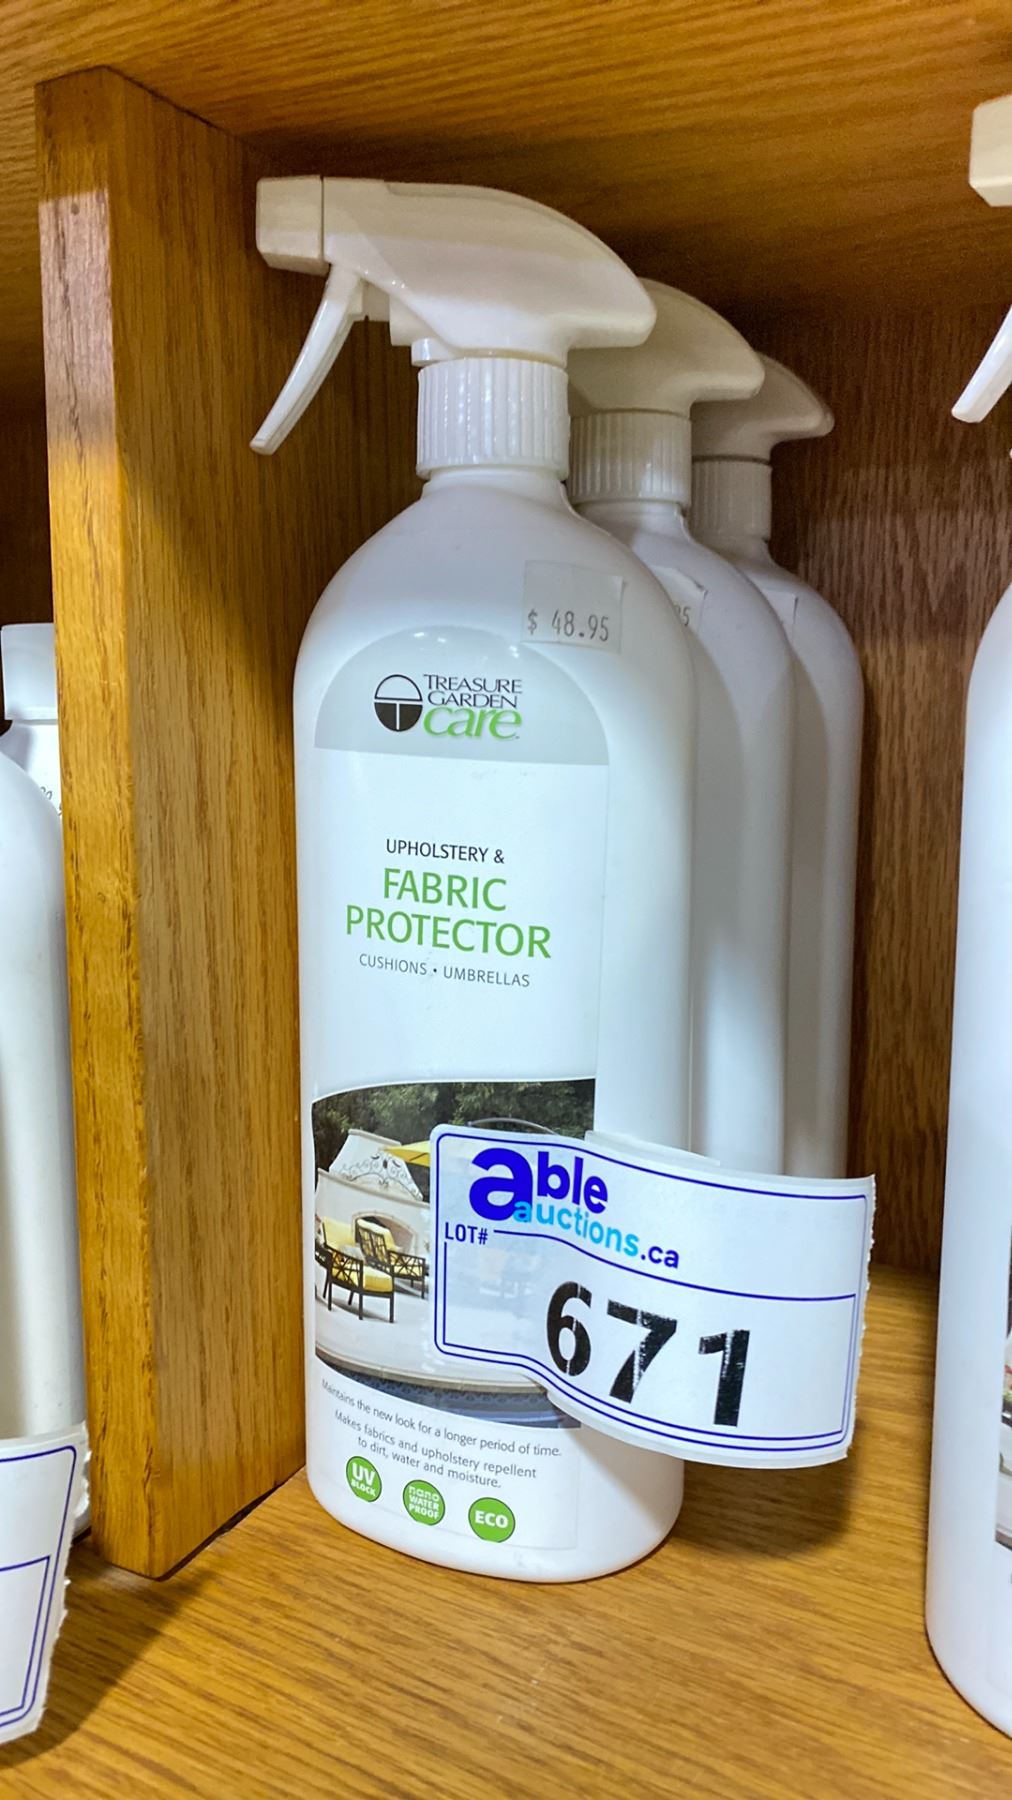 $ 48.95
TREASURE
GARDEN
care
UPHOLSTERY &
FABRIC
PROTECTOR
CUSHIONS • UMBRELLAS
able
auctions.ca
LOT#
671
Maintains the new look for a longer period of time.
Makes fabrics and upholstery repellent
to dirt, water and moisture.
UV
BLOCK
nano
WATER
PROOF
ECO